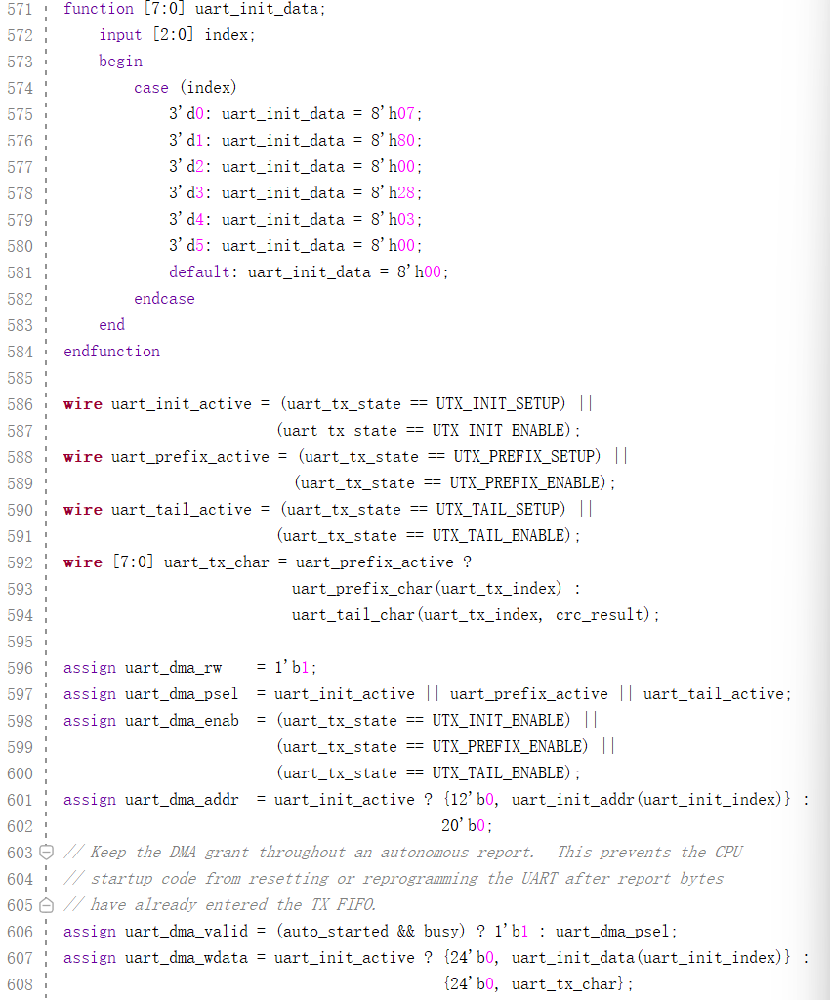 571 function [7:0] uart_init_data;
572     input [2:0] index;
573     begin
574         case (index)
575             3'd0: uart_init_data = 8'h07;
576             3'd1: uart_init_data = 8'h80;
577             3'd2: uart_init_data = 8'h00;
578             3'd3: uart_init_data = 8'h28;
579             3'd4: uart_init_data = 8'h03;
580             3'd5: uart_init_data = 8'h00;
581             default: uart_init_data = 8'h00;
582         endcase
583     end
584 endfunction
585
586 wire uart_init_active = (uart_tx_state == UTX_INIT_SETUP) ||
587                         (uart_tx_state == UTX_INIT_ENABLE);
588 wire uart_prefix_active = (uart_tx_state == UTX_PREFIX_SETUP) ||
589                           (uart_tx_state == UTX_PREFIX_ENABLE);
590 wire uart_tail_active = (uart_tx_state == UTX_TAIL_SETUP) ||
591                         (uart_tx_state == UTX_TAIL_ENABLE);
592 wire [7:0] uart_tx_char = uart_prefix_active ?
593                           uart_prefix_char(uart_tx_index) :
594                           uart_tail_char(uart_tx_index, crc_result);
595
596 assign uart_dma_rw    = 1'b1;
597 assign uart_dma_psel  = uart_init_active || uart_prefix_active || uart_tail_active;
598 assign uart_dma_enab  = (uart_tx_state == UTX_INIT_ENABLE) ||
599                         (uart_tx_state == UTX_PREFIX_ENABLE) ||
600                         (uart_tx_state == UTX_TAIL_ENABLE);
601 assign uart_dma_addr  = uart_init_active ? {12'b0, uart_init_addr(uart_init_index)} :
602                                            20'b0;
603 // Keep the DMA grant throughout an autonomous report.  This prevents the CPU
604 // startup code from resetting or reprogramming the UART after report bytes
605 // have already entered the TX FIFO.
606 assign uart_dma_valid = (auto_started && busy) ? 1'b1 : uart_dma_psel;
607 assign uart_dma_wdata = uart_init_active ? {24'b0, uart_init_data(uart_init_index)} :
608                                            {24'b0, uart_tx_char};